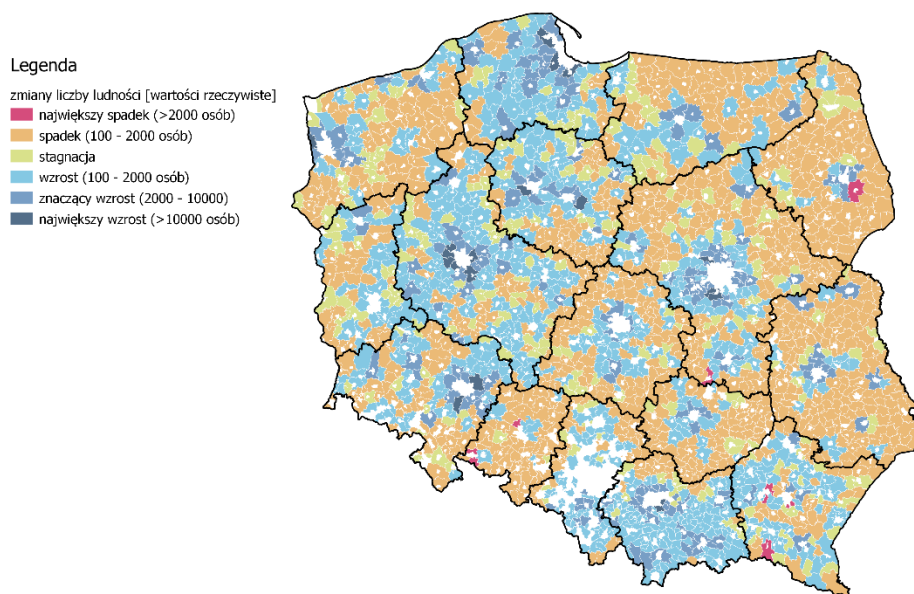 Legenda
zmiany liczby ludności [wartości rzeczywiste]
największy spadek (>2000 osób)
spadek (100 - 2000 osób)
stagnacja
wzrost (100 - 2000 osób)
znaczący wzrost (2000 - 10000)
największy wzrost (>10000 osób)